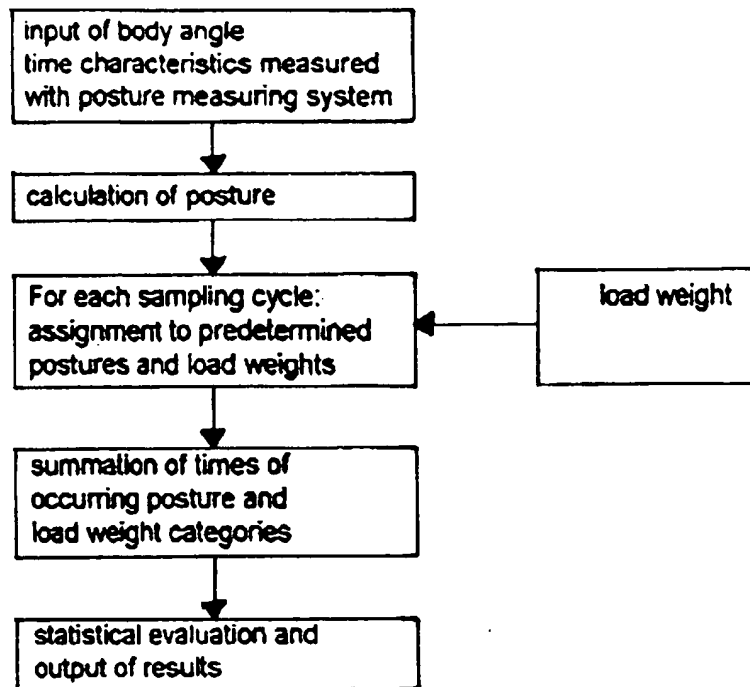 input of body angle
time characteristics measured
with posture measuring system
calculation of posture
For each sampling cycle:
assignment to predetermined
postures and load weights
load weight
summation of times of
occurring posture and
load weight categories
statistical evaluation and
output of results